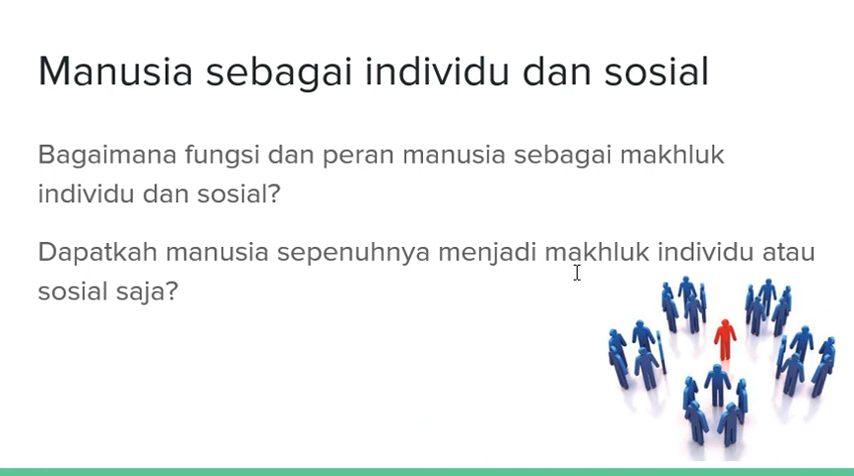 Manusia sebagai individu dan sosial
Bagaimana fungsi dan peran manusia sebagai makhluk
individu dan sosial?
Dapatkah manusia sepenuhnya menjadi makhluk individu atau
sosial saja?